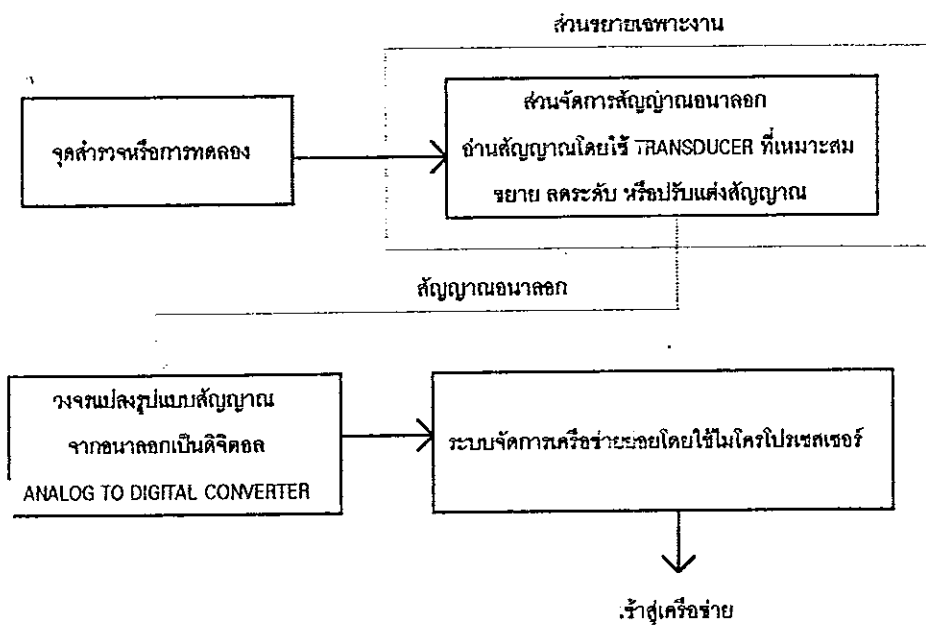 ส่วนขยายเฉพาะงาน
จุดสำรวจหรือการทดลอง
ส่วนจัดการสัญญาณอนาลอก
อ่านสัญญาณโดยใช้ TRANSDUCER ที่เหมาะสม
ขยาย ลดระดับ หรือปรับแต่งสัญญาณ
สัญญาณอนาลอก
วงจรแปลงรูปแบบสัญญาณ
จากอนาลอกเป็นดิจิตอล
ANALOG TO DIGITAL CONVERTER
ระบบจัดการเครือข่ายย่อยโดยใช้ไมโครโปรเซสเซอร์
เข้าสู่เครือข่าย